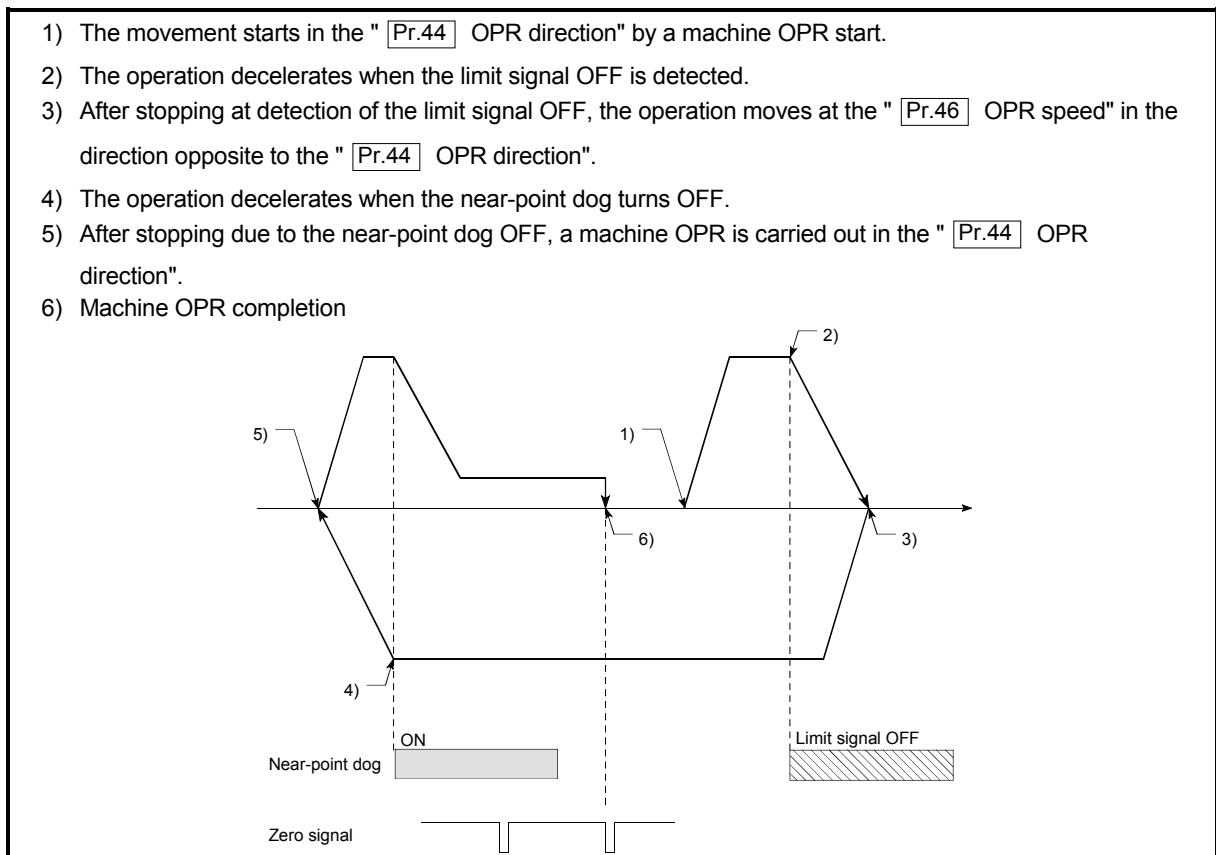 1) The movement starts in the " Pr.44 OPR direction" by a machine OPR start.
2) The operation decelerates when the limit signal OFF is detected.
3) After stopping at detection of the limit signal OFF, the operation moves at the " Pr.46 OPR speed" in the
direction opposite to the " Pr.44 OPR direction".
4) The operation decelerates when the near-point dog turns OFF.
5) After stopping due to the near-point dog OFF, a machine OPR is carried out in the " Pr.44 OPR
direction".
6) Machine OPR completion
2)
5)
1)
6)
3)
4)
ON
Limit signal OFF
Near-point dog
Zero signal